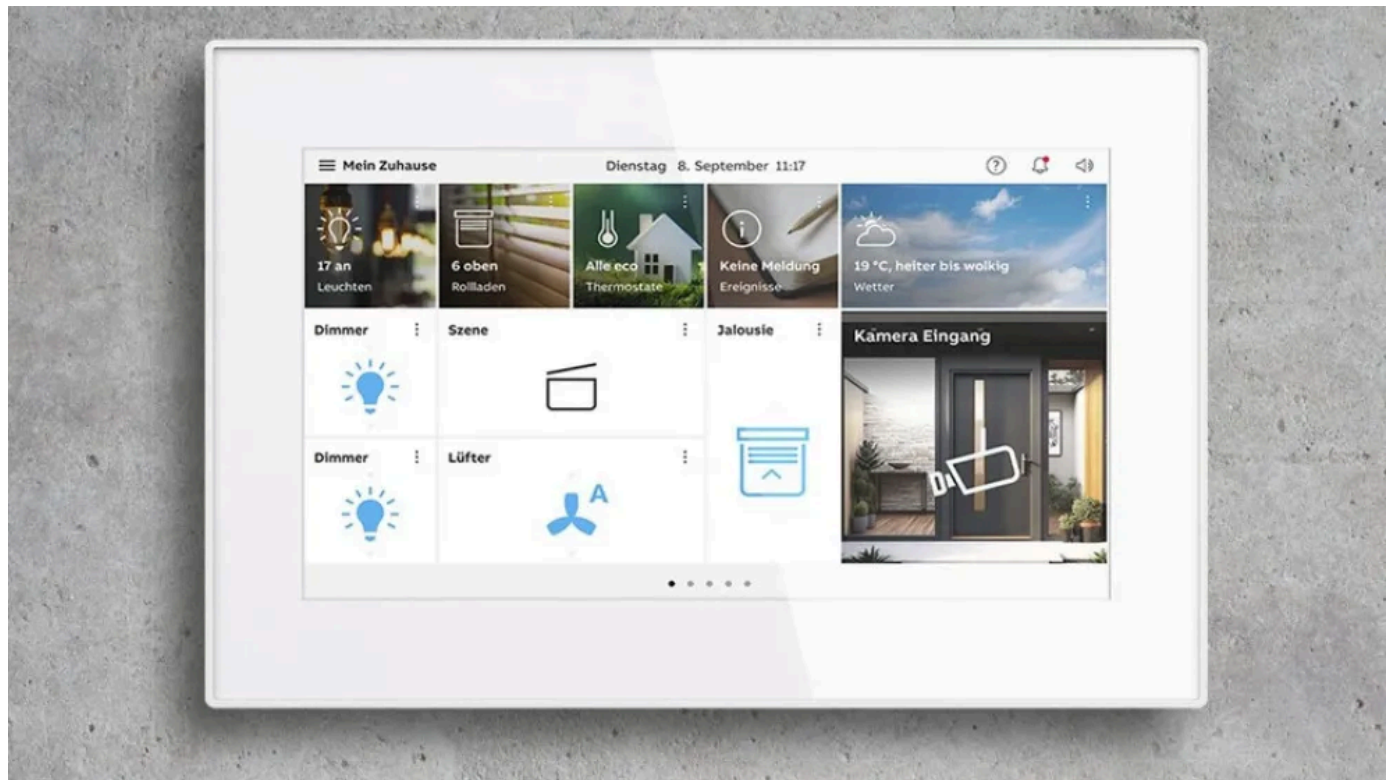 Mein Zuhause
Dienstag 8. September 11:17
17 an
Leuchten
6 oben
Rollladen
Alle eco
Thermostate
Keine Meldung
Ereignisse
19 °C, heiter bis wolkig
Wetter
Dimmer
Szene
Jalousie
Kamera Eingang
Dimmer
Lüfter
A